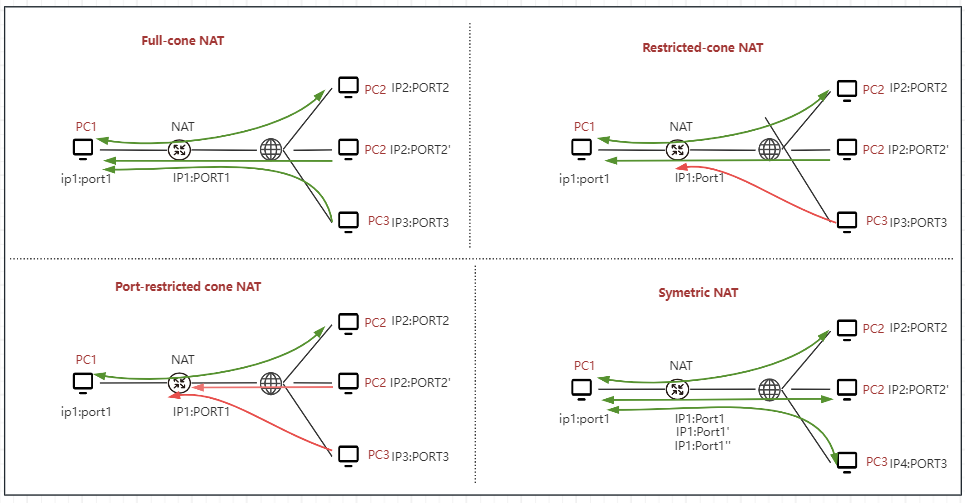 Full-cone NAT
PC2 IP2:PORT2
PC1
NAT
PC2 IP2:PORT2'
ip1:port1
IP1:PORT1
PC3 IP3:PORT3
Restricted-cone NAT
PC2 IP2:PORT2
PC1
NAT
PC2 IP2:PORT2'
ip1:port1
IP1:Port1
PC3 IP3:PORT3
Port-restricted cone NAT
PC2 IP2:PORT2
PC1
NAT
PC2 IP2:PORT2'
ip1:port1
IP1:PORT1
PC3 IP3:PORT3
Symetric NAT
PC2 IP2:PORT2
PC1
NAT
PC2 IP2:PORT2'
ip1:port1
IP1:Port1
IP1:Port1'
IP1:Port1''
PC3 IP4:PORT3